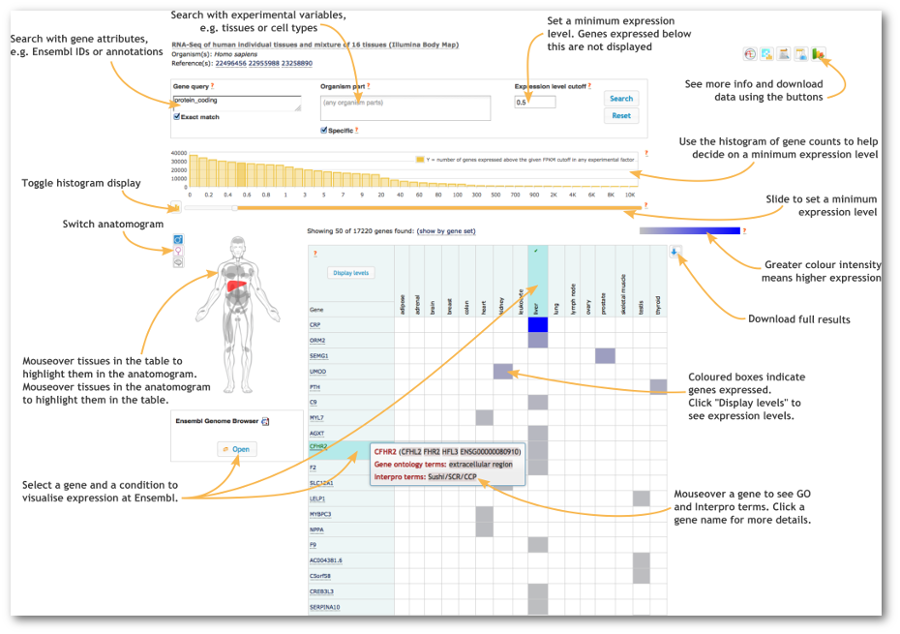 Search with experimental variables,
e.g. tissues or cell types
Set a minimum expression
level. Genes expressed below
this are not displayed
Search with gene attributes,
e.g. Ensembl IDs or annotations
RNA-Seq of human individual tissues and mixture of 16 tissues (Illumina Body Map)
Organism(s): Homo sapiens
Reference(s): 22496456 22955988 23258890
See more info and download
data using the buttons
Gene query ?
Organism part ?
Expression level cutoff ?
protein_coding
(any organism parts)
0.5
Search
Exact match
Reset
Specific ?
Use the histogram of gene counts to help
decide on a minimum expression level
40000
30000
20000
10000
0
Y = number of genes expressed above the given FPKM cutoff in any experimental factor
?
0 0.2 0.4 0.6 0.8 1 3 5 7 9 20 40 60 80 100 300 500 700 900 2K 4K 6K 8K 10K
Toggle histogram display
Slide to set a minimum
expression level
?
Switch anatomogram
Showing 50 of 17220 genes found: (show by gene set)
?
Greater colour intensity
means higher expression
?
Display levels
Gene
adipose
adrenal
brain
breast
colon
heart
kidney
leukocyte
liver
lung
lymph node
ovary
prostate
skeletal muscle
testis
thyroid
Download full results
CRP
ORM2
SEMG1
UMOD
PTH
C9
MYL7
AGXT
CFHR2
F2
SLC12A1
LELP1
MYBPC3
NPPA
F9
AC004381.6
C5orf58
CREB3L3
SERPINA10
Mouseover tissues in the table to
highlight them in the anatomogram.
Mouseover tissues in the anatomogram
to highlight them in the table.
Coloured boxes indicate
genes expressed.
Click "Display levels" to
see expression levels.
Ensembl Genome Browser
Open
CFHR2 (CFHL2 FHR2 HFL3 ENSG00000080910)
Gene ontology terms: extracellular region
Interpro terms: Sushi/SCR/CCP
Select a gene and a condition to
visualise expression at Ensembl.
Mouseover a gene to see GO
and Interpro terms. Click a
gene name for more details.